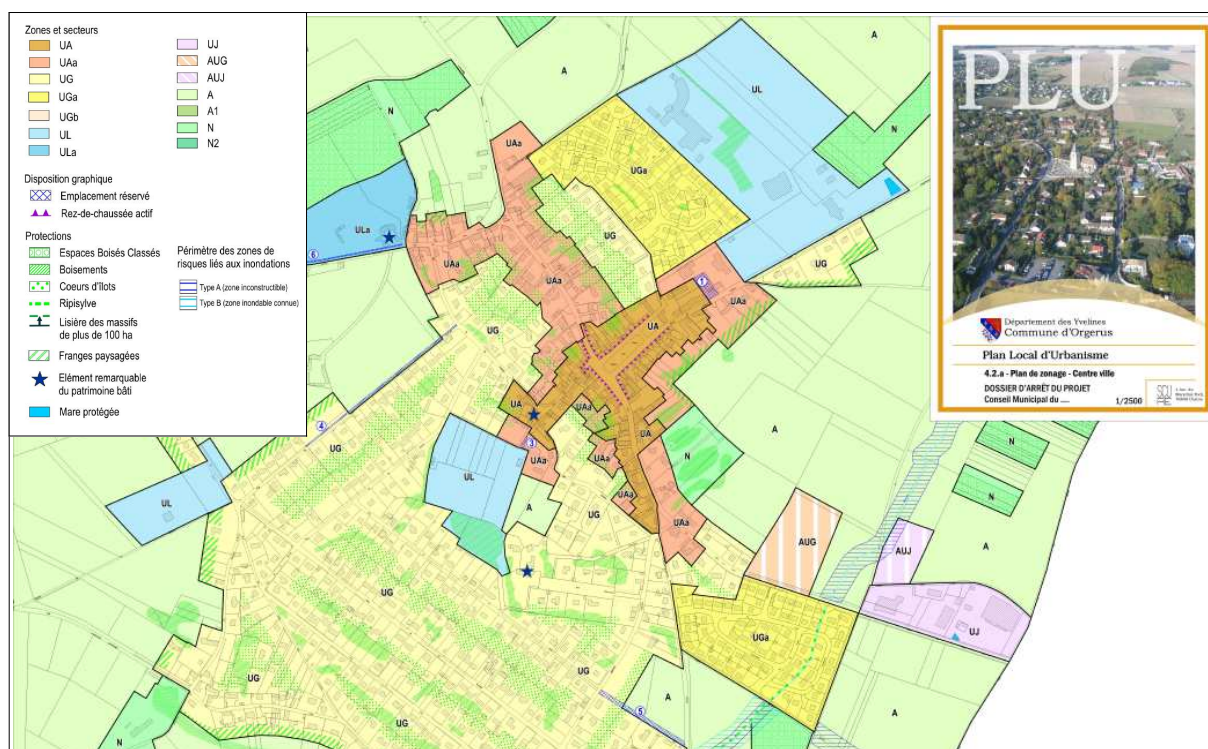 Zones et secteurs
UA
UAa
UG
UGa
UGb
UL
ULa
UJ
AUG
AUJ
A
A1
N
N2
Disposition graphique
Emplacement réservé
Rez-de-chaussée actif
Protections
Espaces Boisés Classés
Boisements
Coeurs d'îlots
Ripisylve
Lisière des massifs
de plus de 100 ha
Franges paysagées
Elément remarquable
du patrimoine bâti
Mare protégée
Périmètre des zones de
risques liés aux inondations
Type A (zone inconstructible)
Type B (zone inondable connue)
PLU
Département des Yvelines
Commune d'Orgerus
Plan Local d'Urbanisme
4.2.a - Plan de zonage - Centre ville
DOSSIER D'ARRÊT DU PROJET
Conseil Municipal du ....
1/2500
A
A
N
UL
N
UAa
UGa
ULa
6
UG
UAa
UAa
UG
1
UAa
UA
UG
UA
4
UG
3
UAa
UAa
UAa
UA
N
A
N
N
UL
UL
A
UAa
UG
UAa
AUG
AUJ
A
UG
UGa
UJ
UG
UG
A
5
UG
N
A